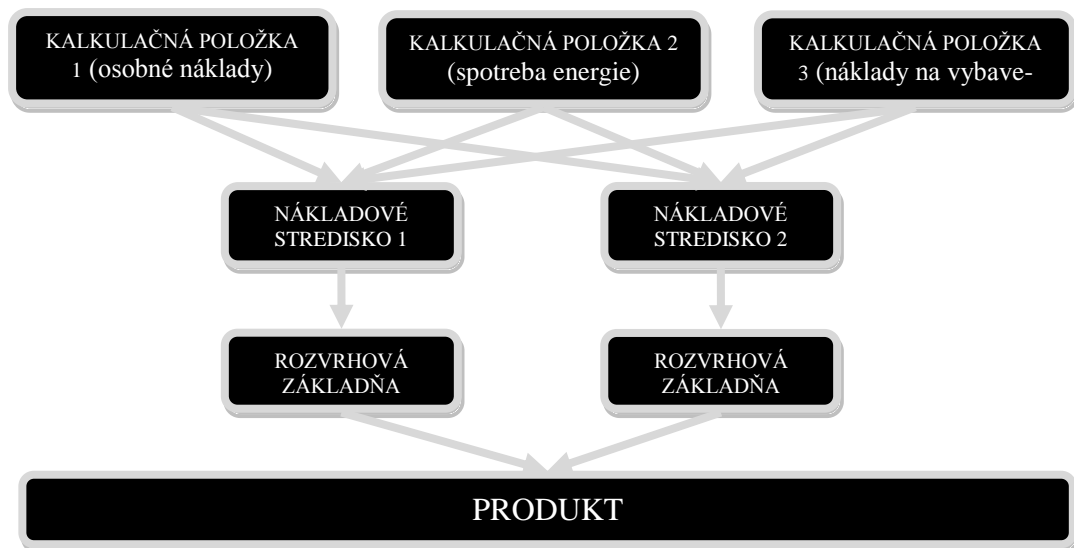 KALKULAČNÁ POLOŽKA
1 (osobné náklady)
KALKULAČNÁ POLOŽKA 2
(spotreba energie)
KALKULAČNÁ POLOŽKA
3 (náklady na vybave-
NÁKLADOVÉ
STREDISKO 1
NÁKLADOVÉ
STREDISKO 2
ROZVRHOVÁ
ZÁKLADŇA
ROZVRHOVÁ
ZÁKLADŇA
PRODUKT